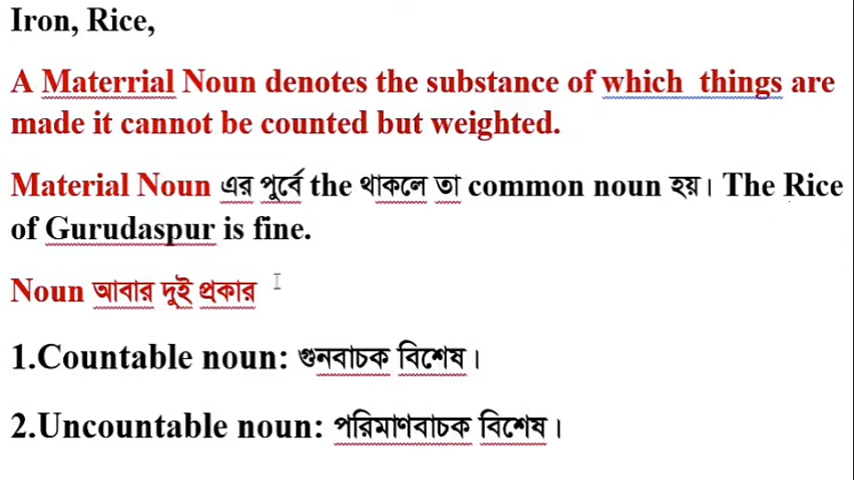 Iron, Rice,
A Materrial Noun denotes the substance of which things are
made it cannot be counted but weighted.
Material Noun এর পুর্বে the থাকলে তা common noun হয়। The Rice
of Gurudaspur is fine.
Noun আবার দুই প্রকার
1.Countable noun: গুনবাচক বিশেষ।
2.Uncountable noun: পরিমাণবাচক বিশেষ।